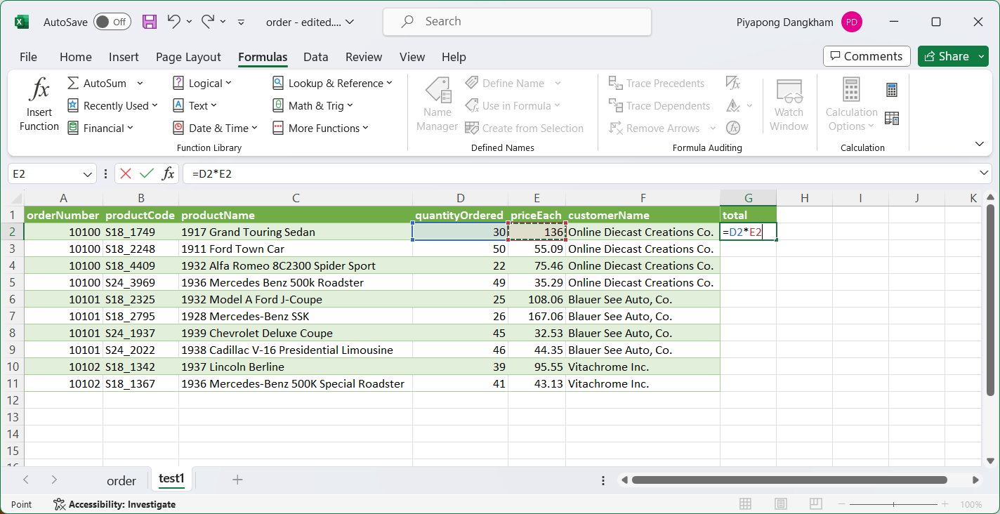 AutoSave Off order - edited.... Search Piyapong Dangkham PD
File Home Insert Page Layout Formulas Data Review View Help Comments Share
Insert Function
AutoSum
Recently Used
Financial
Logical
Text
Date & Time
Lookup & Reference
Math & Trig
More Functions
Function Library
Name Manager
Define Name
Use in Formula
Create from Selection
Defined Names
Trace Precedents
Trace Dependents
Remove Arrows
Formula Auditing
Watch Window
Calculation Options
Calculation
E2 fx =D2*E2
A B C D E F G H I J K
1 orderNumber productCode productName quantityOrdered priceEach customerName total
2 10100 S18_1749 1917 Grand Touring Sedan 30 136 Online Diecast Creations Co. =D2*E2
3 10100 S18_2248 1911 Ford Town Car 50 55.09 Online Diecast Creations Co.
4 10100 S18_4409 1932 Alfa Romeo 8C2300 Spider Sport 22 75.46 Online Diecast Creations Co.
5 10100 S24_3969 1936 Mercedes Benz 500k Roadster 49 35.29 Online Diecast Creations Co.
6 10101 S18_2325 1932 Model A Ford J-Coupe 25 108.06 Blauer See Auto, Co.
7 10101 S18_2795 1928 Mercedes-Benz SSK 26 167.06 Blauer See Auto, Co.
8 10101 S24_1937 1939 Chevrolet Deluxe Coupe 45 32.53 Blauer See Auto, Co.
9 10101 S24_2022 1938 Cadillac V-16 Presidential Limousine 46 44.35 Blauer See Auto, Co.
10 10102 S18_1342 1937 Lincoln Berline 39 95.55 Vitachrome Inc.
11 10102 S18_1367 1936 Mercedes-Benz 500K Special Roadster 41 43.13 Vitachrome Inc.
12
13
14
15
16
order test1
Point Accessibility: Investigate 100%